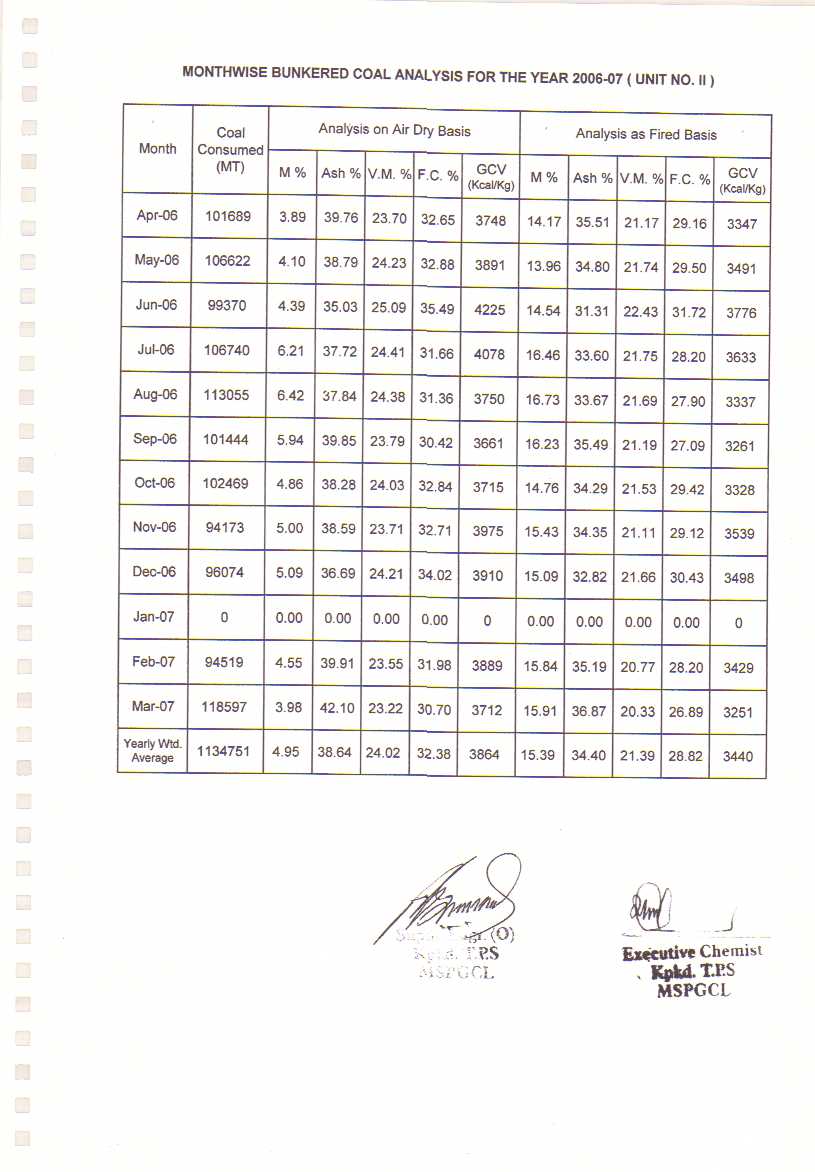 MONTHWISE BUNKERED COAL ANALYSIS FOR THE YEAR 2006-07 ( UNIT NO. II )
Month Coal Consumed (MT) Analysis on Air Dry Basis Analysis as Fired Basis
M % Ash % V.M. % F.C. % GCV (Kcal/Kg) M % Ash % V.M. % F.C. % GCV (Kcal/Kg)
Apr-06 101689 3.89 39.76 23.70 32.65 3748 14.17 35.51 21.17 29.16 3347
May-06 106622 4.10 38.79 24.23 32.88 3891 13.96 34.80 21.74 29.50 3491
Jun-06 99370 4.39 35.03 25.09 35.49 4225 14.54 31.31 22.43 31.72 3776
Jul-06 106740 6.21 37.72 24.41 31.66 4078 16.46 33.60 21.75 28.20 3633
Aug-06 113055 6.42 37.84 24.38 31.36 3750 16.73 33.67 21.69 27.90 3337
Sep-06 101444 5.94 39.85 23.79 30.42 3661 16.23 35.49 21.19 27.09 3261
Oct-06 102469 4.86 38.28 24.03 32.84 3715 14.76 34.29 21.53 29.42 3328
Nov-06 94173 5.00 38.59 23.71 32.71 3975 15.43 34.35 21.11 29.12 3539
Dec-06 96074 5.09 36.69 24.21 34.02 3910 15.09 32.82 21.66 30.43 3498
Jan-07 0 0.00 0.00 0.00 0.00 0 0.00 0.00 0.00 0.00 0
Feb-07 94519 4.55 39.91 23.55 31.98 3889 15.84 35.19 20.77 28.20 3429
Mar-07 118597 3.98 42.10 23.22 30.70 3712 15.91 36.87 20.33 26.89 3251
Yearly Wtd. Average 1134751 4.95 38.64 24.02 32.38 3864 15.39 34.40 21.39 28.82 3440
(O)
T.P.S
MSPGCL
Executive Chemist
Kpkd. T.P.S
MSPGCL